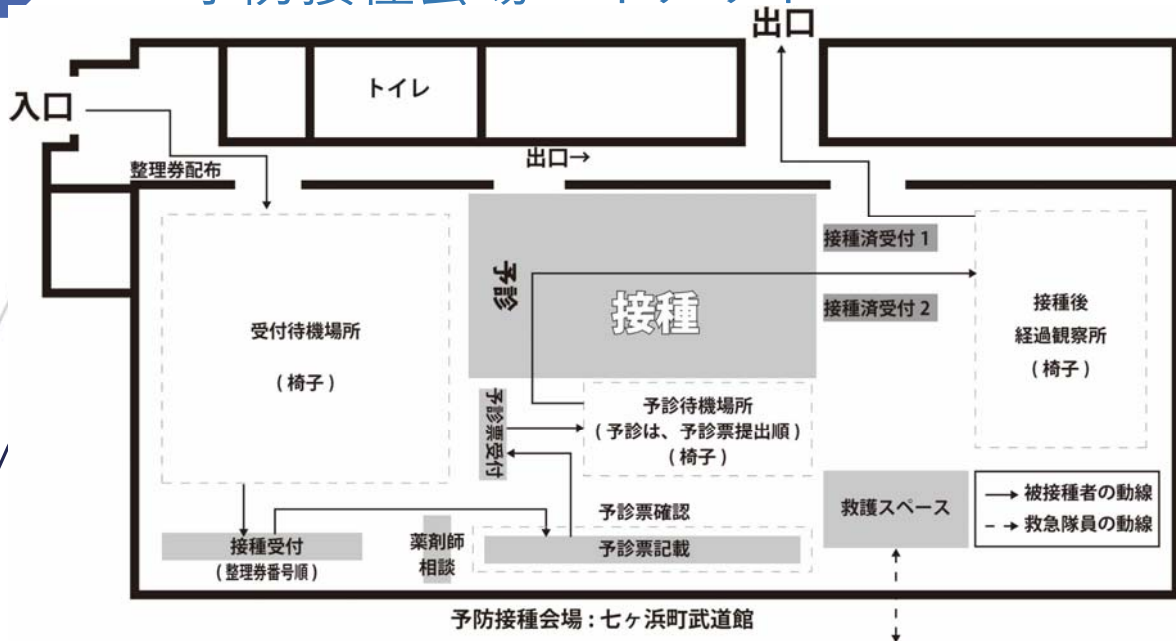 出口
入口
トイレ
出口→
整理券配布
接種済受付 1
予診
接種
接種済受付 2
接種後
経過観察所
(椅子)
受付待機場所
(椅子)
予診票受付
予診待機場所
(予診は、予診票提出順)
(椅子)
救護スペース
被接種者の動線
救急隊員の動線
予診票確認
接種受付
(整理券番号順)
薬剤師
相談
予診票記載
予防接種会場:七ヶ浜町武道館